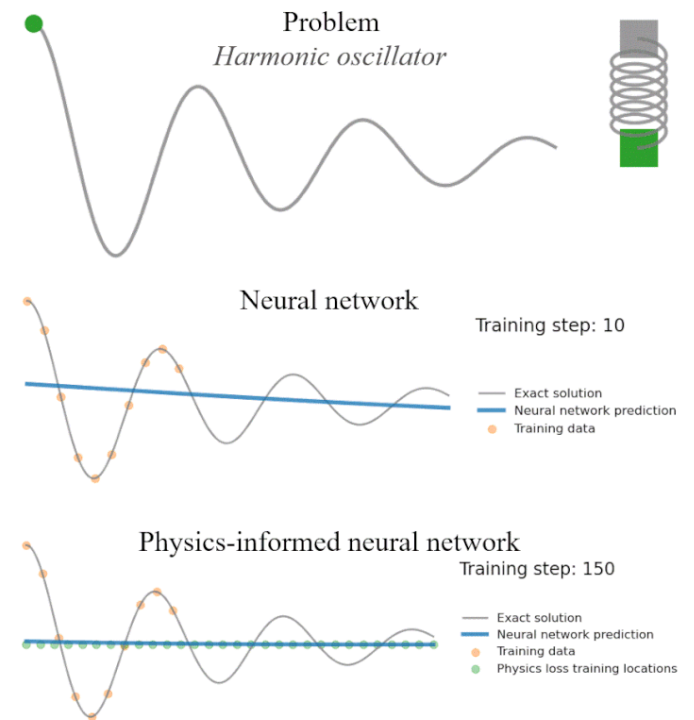 Problem
Harmonic oscillator
Neural network
Training step: 10
Exact solution
Neural network prediction
Training data
Physics-informed neural network
Training step: 150
Exact solution
Neural network prediction
Training data
Physics loss training locations